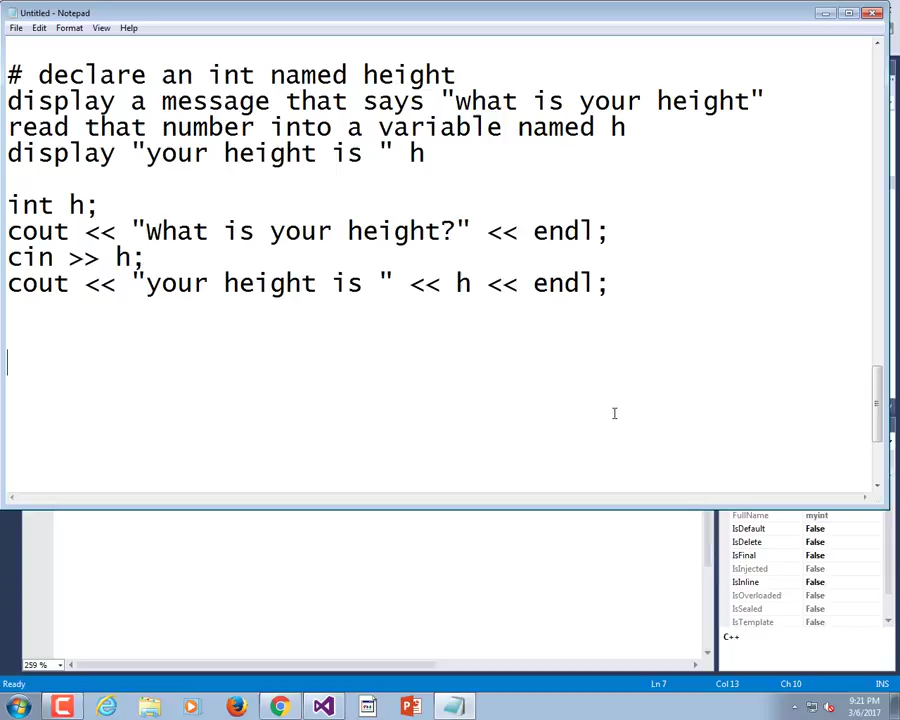 Untitled - Notepad
File Edit Format View Help
# declare an int named height
display a message that says "what is your height"
read that number into a variable named h
display "your height is " h
int h;
cout << "What is your height?" << endl;
cin >> h;
cout << "your height is " << h << endl;
FullName myint
IsDefault False
IsDelete False
IsFinal False
IsInjected False
IsInline False
IsOverloaded False
IsSealed False
IsTemplate False
C++
259 %
Ready Ln 7 Col 13 Ch 10 INS
9:21 PM
3/6/2017